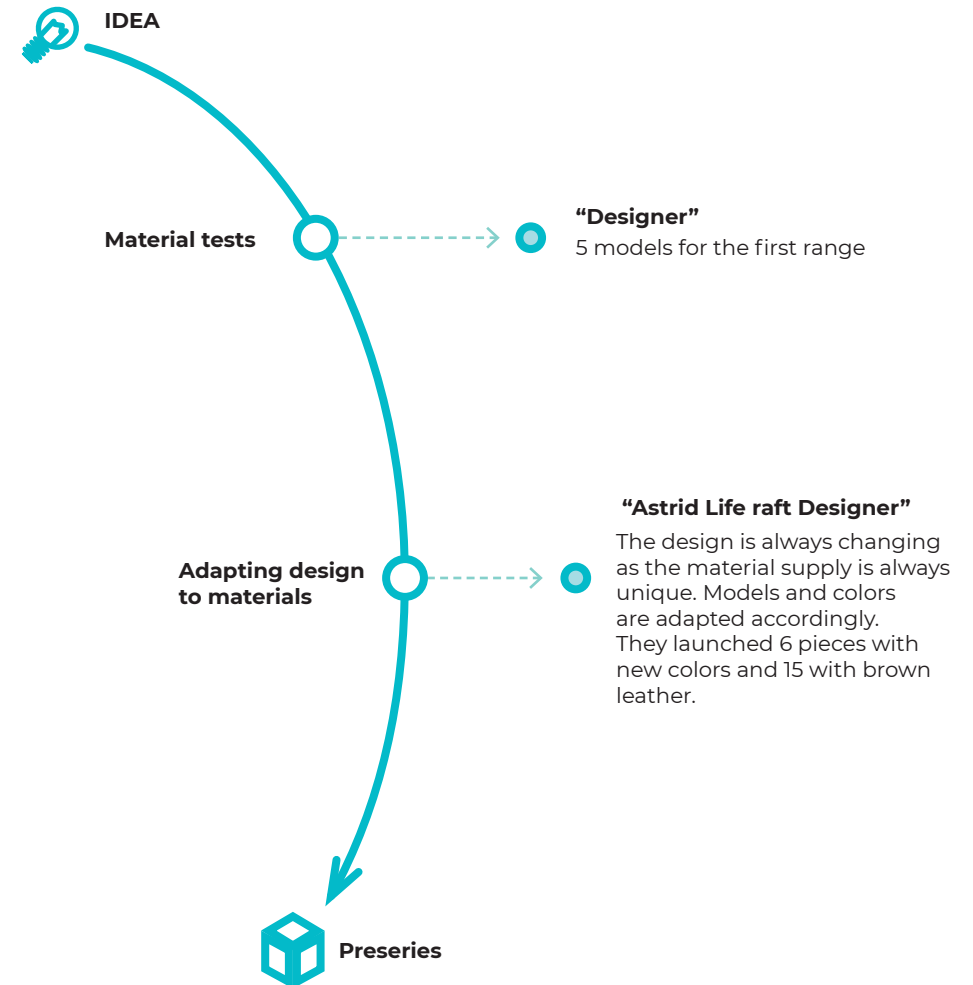 IDEA
Material tests
“Designer”
5 models for the first range
Adapting design
to materials
“Astrid Life raft Designer”
The design is always changing
as the material supply is always
unique. Models and colors
are adapted accordingly.
They launched 6 pieces with
new colors and 15 with brown
leather.
Preseries